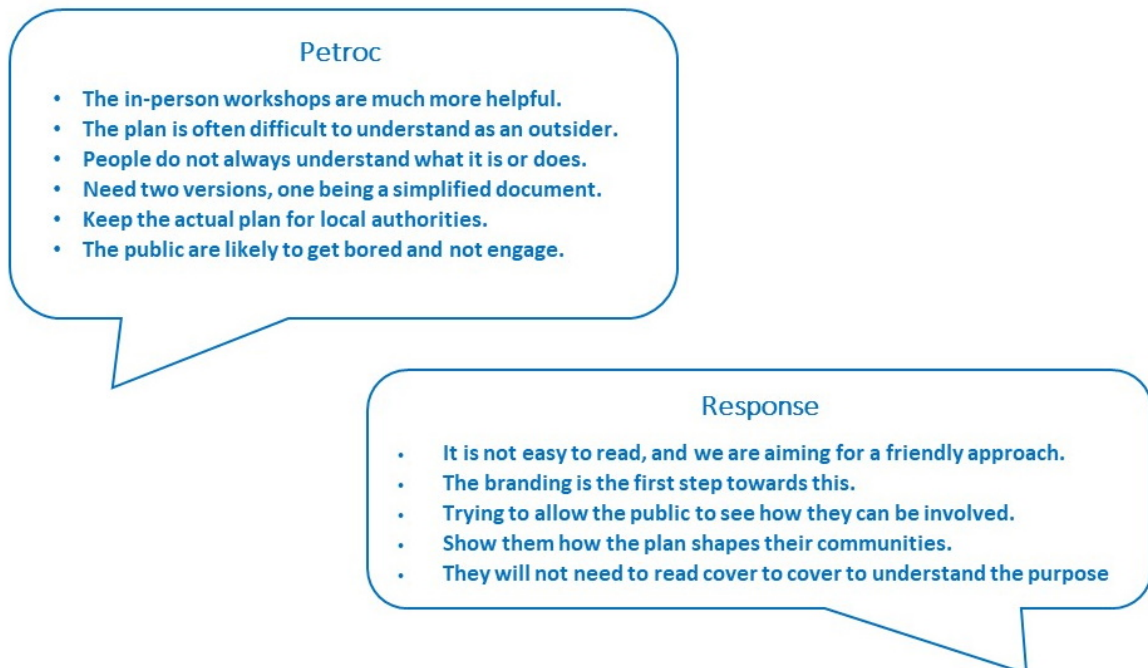 Petroc
• The in-person workshops are much more helpful.
• The plan is often difficult to understand as an outsider.
• People do not always understand what it is or does.
• Need two versions, one being a simplified document.
• Keep the actual plan for local authorities.
• The public are likely to get bored and not engage.
Response
• It is not easy to read, and we are aiming for a friendly approach.
• The branding is the first step towards this.
• Trying to allow the public to see how they can be involved.
• Show them how the plan shapes their communities.
• They will not need to read cover to cover to understand the purpose